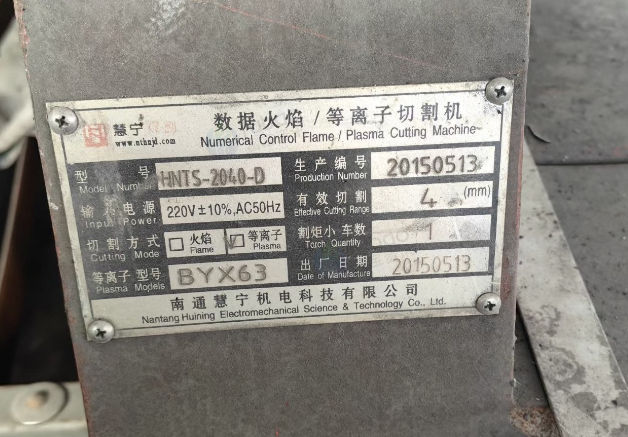 慧宁
www.nthnjd.com
数据火焰/等离子切割机
Numerical Control Flame / Plasma Cutting Machine
型号 HNTS-2040-D
Model Number
生产编号 20150513
Production Number
输入电源 220V±10%,AC50Hz
Input Power
有效切割 4 (mm)
Effective Cutting Range
切割方式 火焰 等离子
Cutting Mode Flame Plasma
割炬小车数 1
Torch Quantity
等离子型号 BYX63
Plasma Models
出厂日期 20150513
Date of Manufacture
南通慧宁机电科技有限公司
Nantang Huining Electromechanical Science & Technology Co., Ltd.